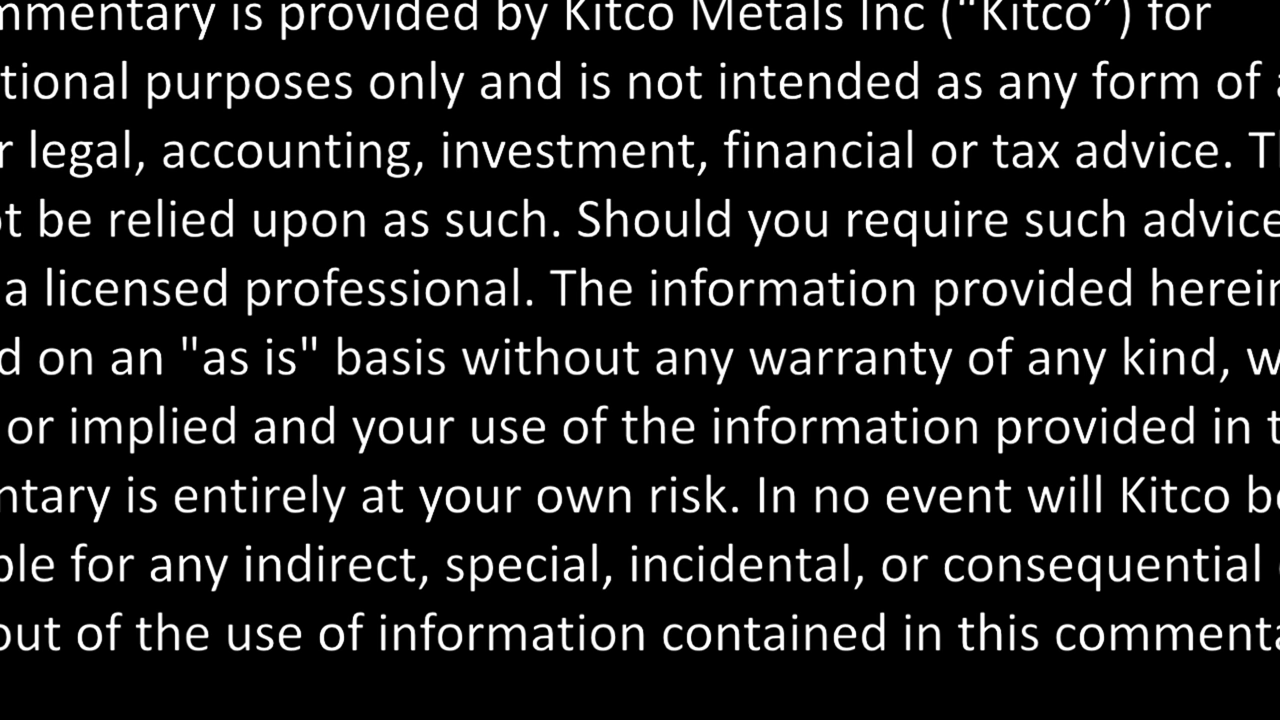 mmentary is provided by Kitco Metals Inc ("Kitco”) for
tional purposes only and is not intended as any form of
r legal, accounting, investment, financial or tax advice. T
ot be relied upon as such. Should you require such advice
a licensed professional. The information provided herein
d on an "as is" basis without any warranty of any kind, w
or implied and your use of the information provided in t
ntary is entirely at your own risk. In no event will Kitco b
ble for any indirect, special, incidental, or consequential
out of the use of information contained in this commenta